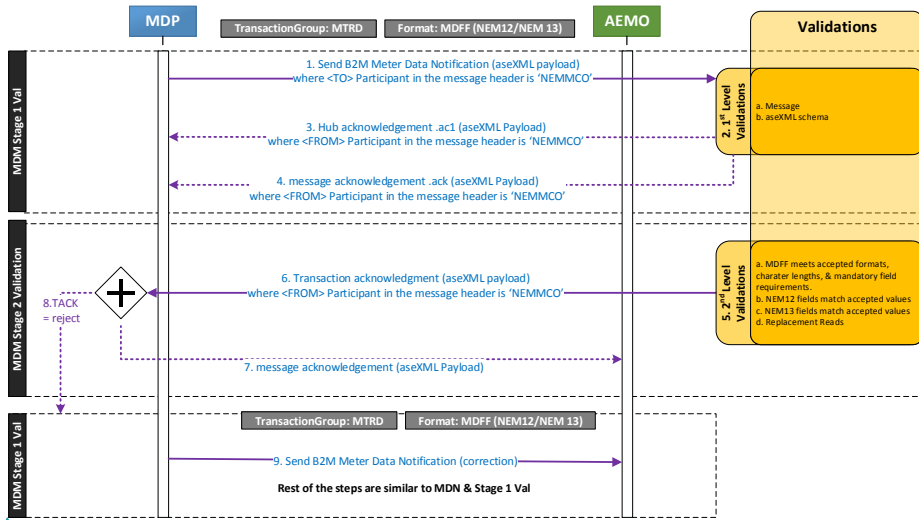 MDP
TransactionGroup: MTRD
Format: MDFF (NEM12/NEM 13)
AEMO
Validations
MDM Stage 1 Val
1. Send B2M Meter Data Notification (aseXML payload)
where <TO> Participant in the message header is ‘NEMMCO’
2. 1st Level
Validations
a. Message
b. aseXML schema
3. Hub acknowledgement .ac1 (aseXML Payload)
where <FROM> Participant in the message header is ‘NEMMCO’
4. message acknowledgement .ack (aseXML Payload)
where <FROM> Participant in the message header is ‘NEMMCO’
MDM Stage 2 Validation
5. 2nd Level
Validations
a. MDFF meets accepted formats,
charater lengths, & mandatory field
requirements.
b. NEM12 fields match accepted values
c. NEM13 fields match accepted values
d. Replacement Reads
6. Transaction acknowledgment (aseXML payload)
where <FROM> Participant in the message header is ‘NEMMCO’
8.TACK
= reject
7. message acknowledgement (aseXML Payload)
MDM Stage 1 Val
TransactionGroup: MTRD
Format: MDFF (NEM12/NEM 13)
9. Send B2M Meter Data Notification (correction)
Rest of the steps are similar to MDN & Stage 1 Val